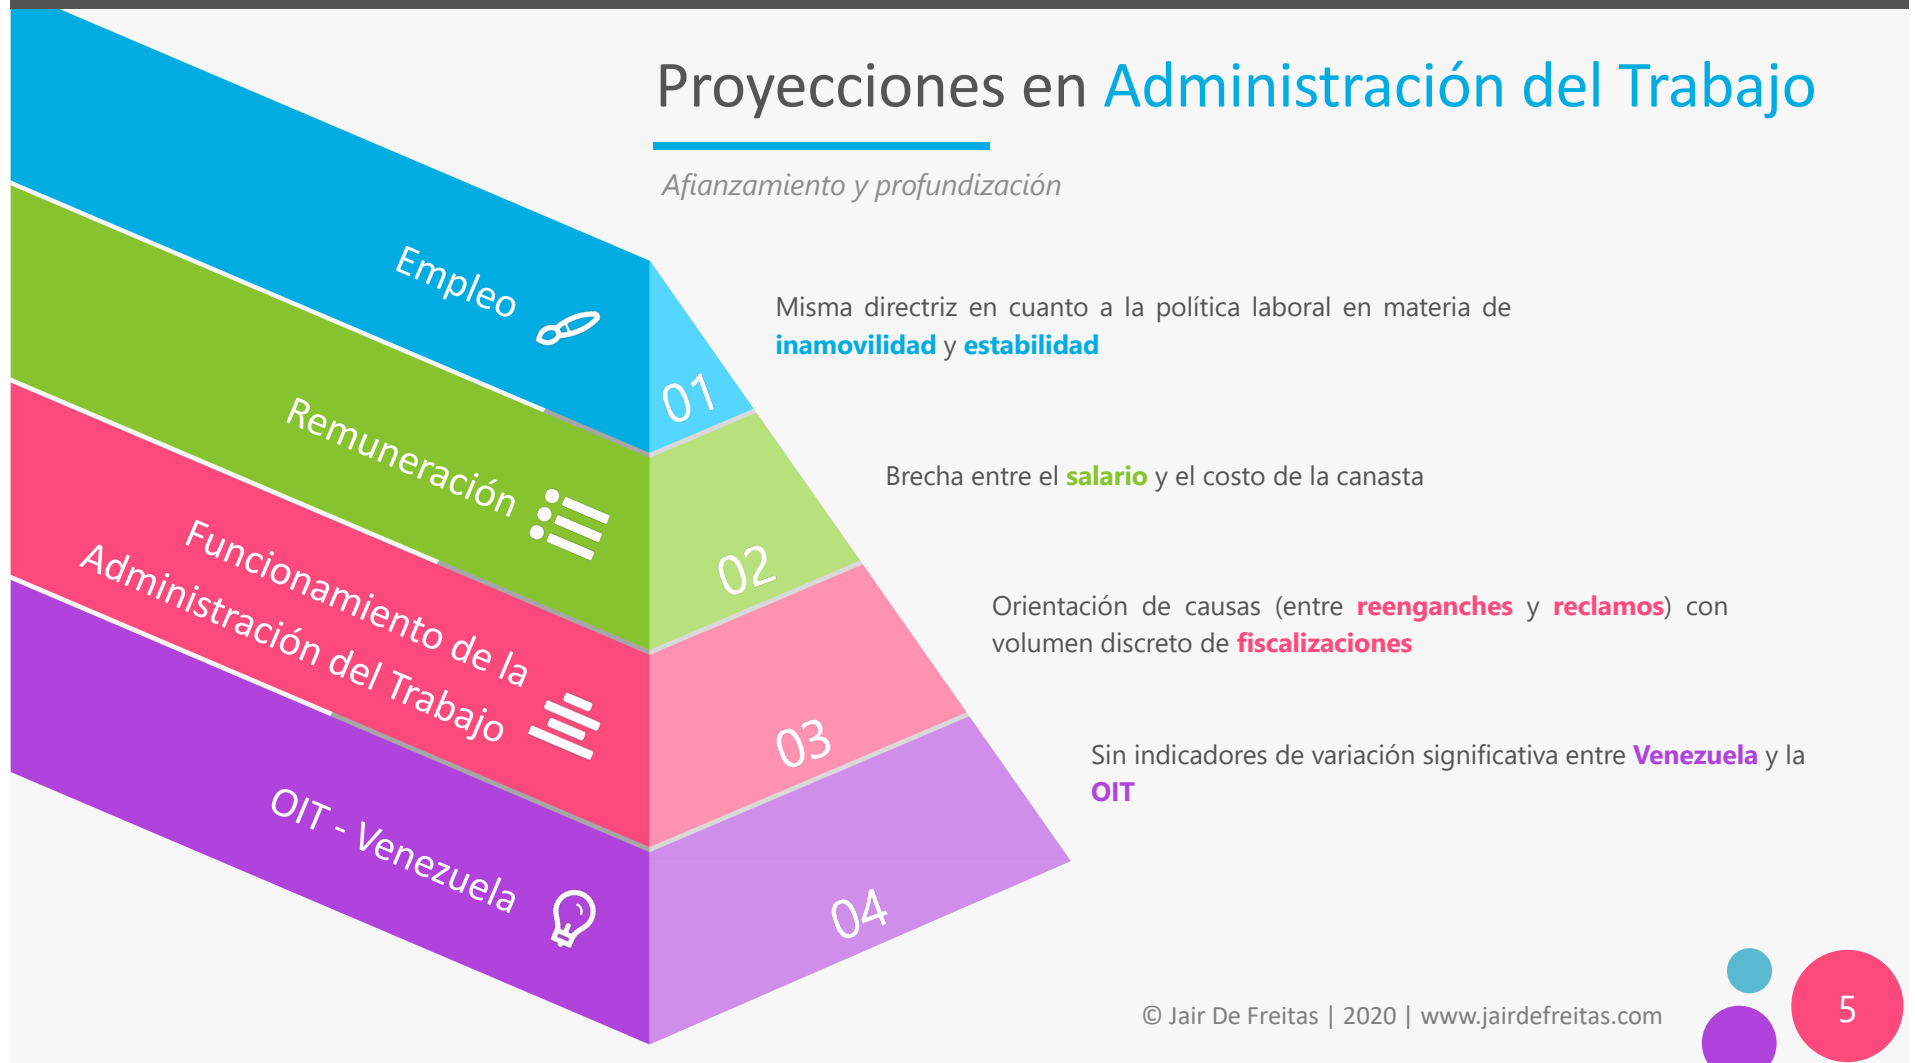 Proyecciones en Administración del Trabajo
Afianzamiento y profundización
Empleo
01
Misma directriz en cuanto a la política laboral en materia de
inamovilidad y estabilidad
Remuneración
02
Brecha entre el salario y el costo de la canasta
Funcionamiento de la
Administración del Trabajo
03
Orientación de causas (entre reenganches y reclamos) con
volumen discreto de fiscalizaciones
OIT - Venezuela
04
Sin indicadores de variación significativa entre Venezuela y la
OIT
© Jair De Freitas | 2020 | www.jairdefreitas.com
5